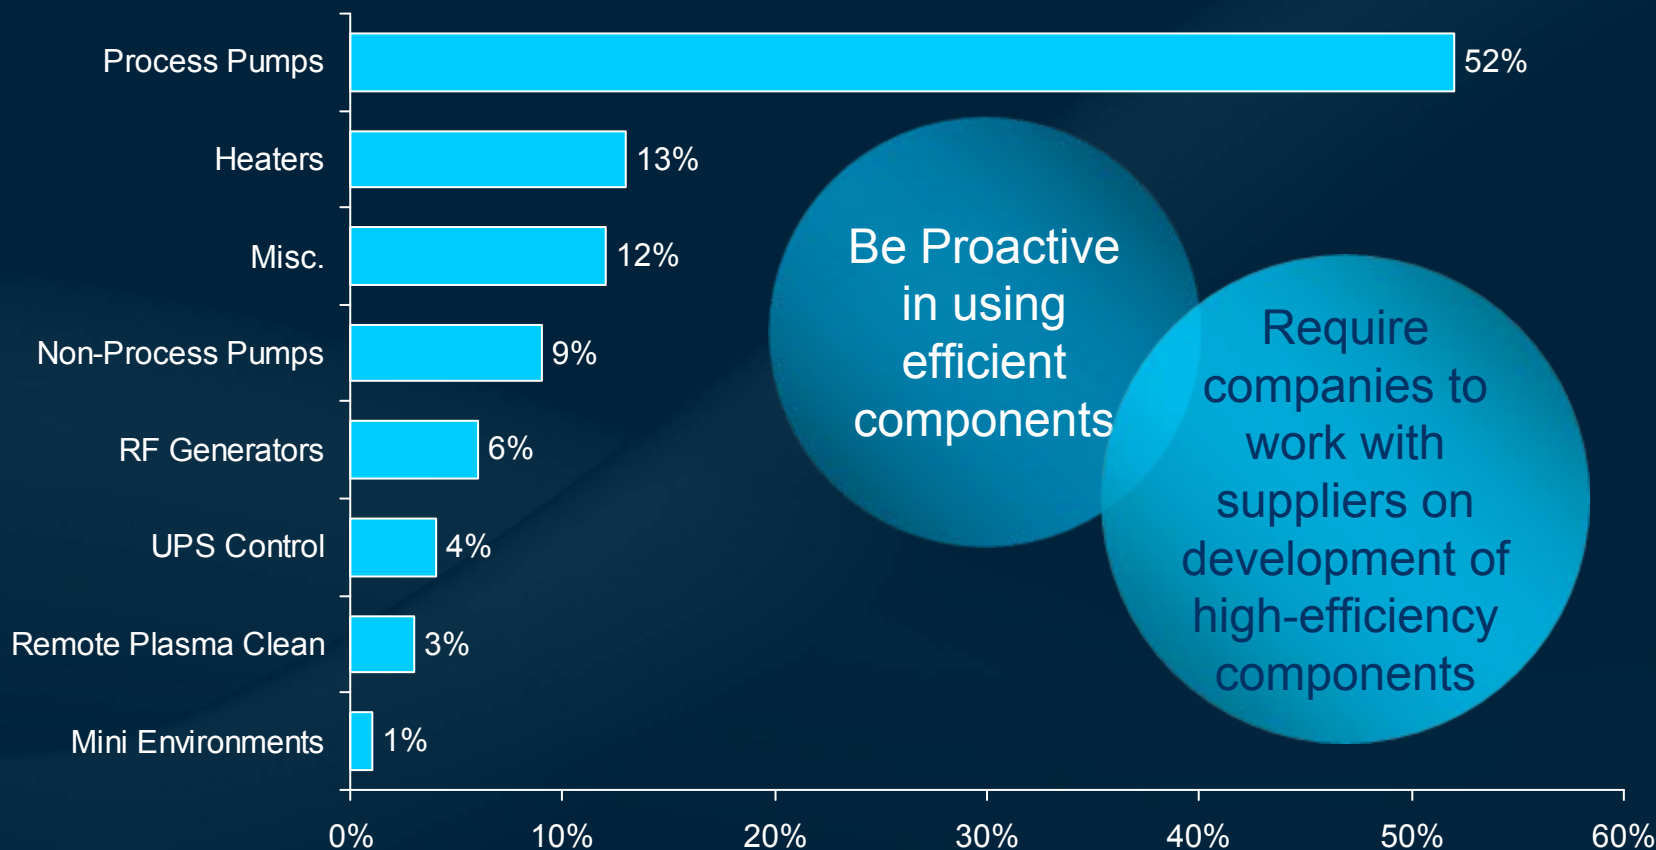 Process Pumps 52%
Heaters 13%
Misc. 12%
Non-Process Pumps 9%
RF Generators 6%
UPS Control 4%
Remote Plasma Clean 3%
Mini Environments 1%
0% 10% 20% 30% 40% 50% 60%
Be Proactive
in using
efficient
components
Require
companies to
work with
suppliers on
development of
high-efficiency
components